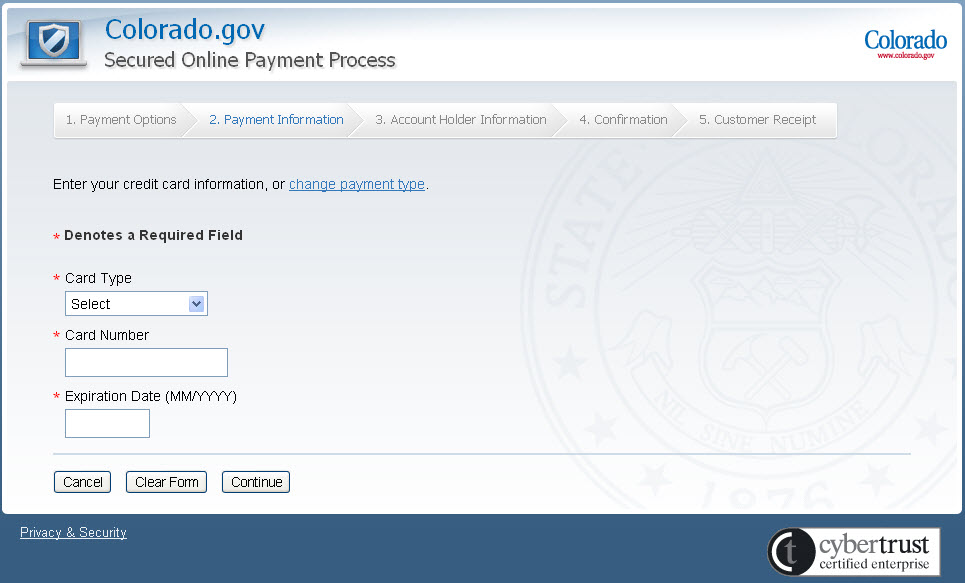 Colorado.gov
Secured Online Payment Process
Colorado
www.colorado.gov
1. Payment Options
2. Payment Information
3. Account Holder Information
4. Confirmation
5. Customer Receipt
Enter your credit card information, or change payment type.
* Denotes a Required Field
* Card Type
Select
* Card Number
* Expiration Date (MM/YYYY)
STATE OF COLORADO
NIL SINE NUMINE
1876
Cancel
Clear Form
Continue
Privacy & Security
t
cybertrust
certified enterprise